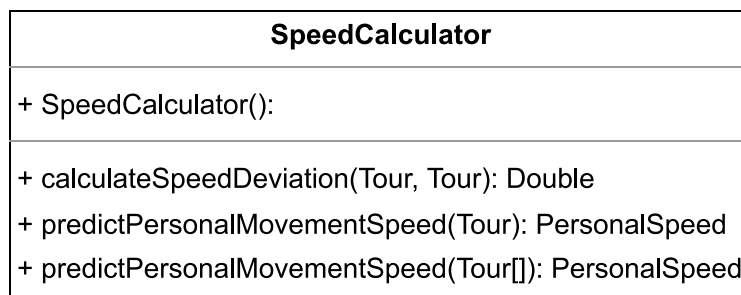 SpeedCalculator
+ SpeedCalculator():
+ calculateSpeedDeviation(Tour, Tour): Double
+ predictPersonalMovementSpeed(Tour): PersonalSpeed
+ predictPersonalMovementSpeed(Tour[]): PersonalSpeed